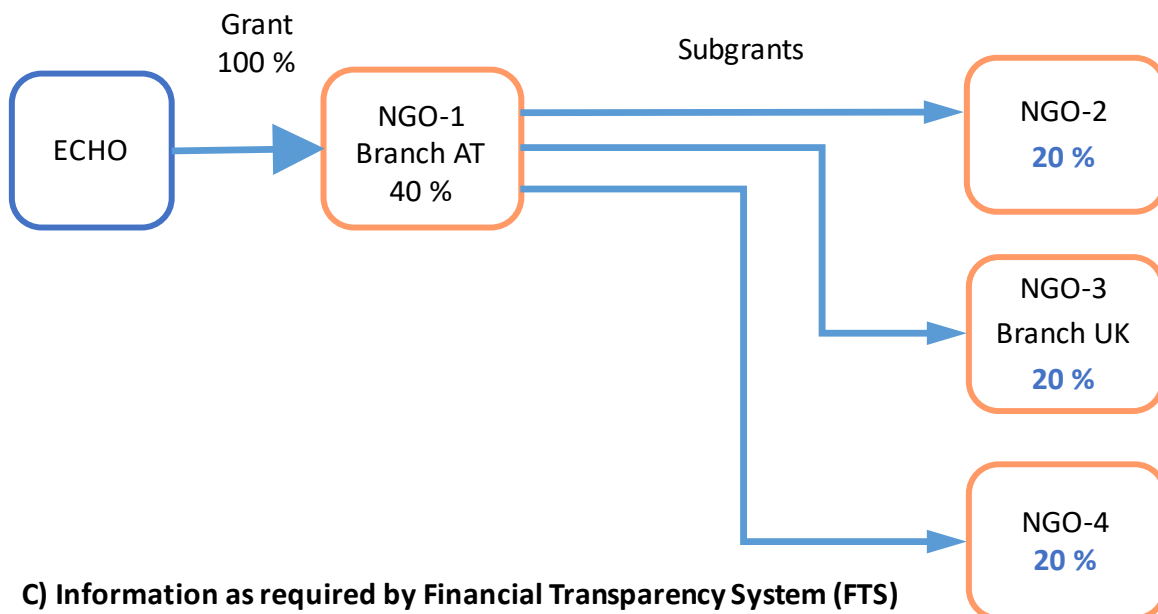 Grant
100 %
Subgrants
ECHO
NGO-1
Branch AT
40 %
NGO-2
20 %
NGO-3
Branch UK
20 %
NGO-4
20 %
C) Information as required by Financial Transparency System (FTS)